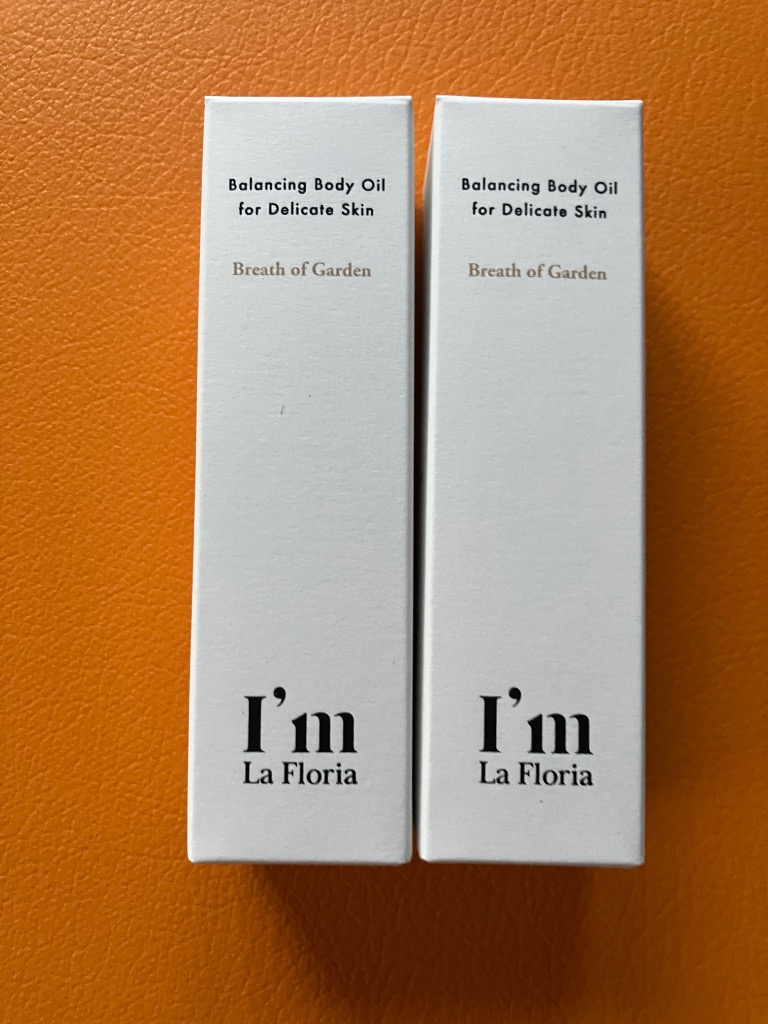 Balancing Body Oil
for Delicate Skin
Breath of Garden
I'm
La Floria
Balancing Body Oil
for Delicate Skin
Breath of Garden
I'm
La Floria